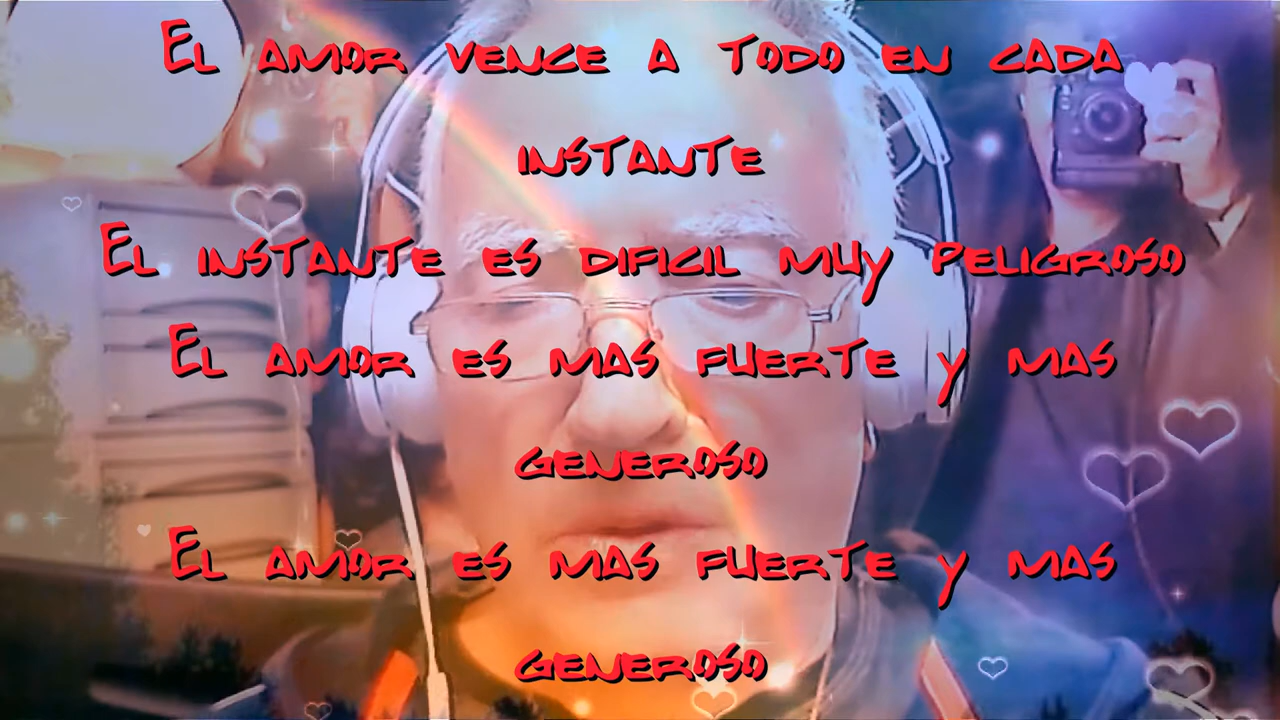 El amor vence a todo en cada
instante
El instante es dificil muy peligroso
El amor es mas fuerte y mas
generoso
El amor es mas fuerte y mas
generoso